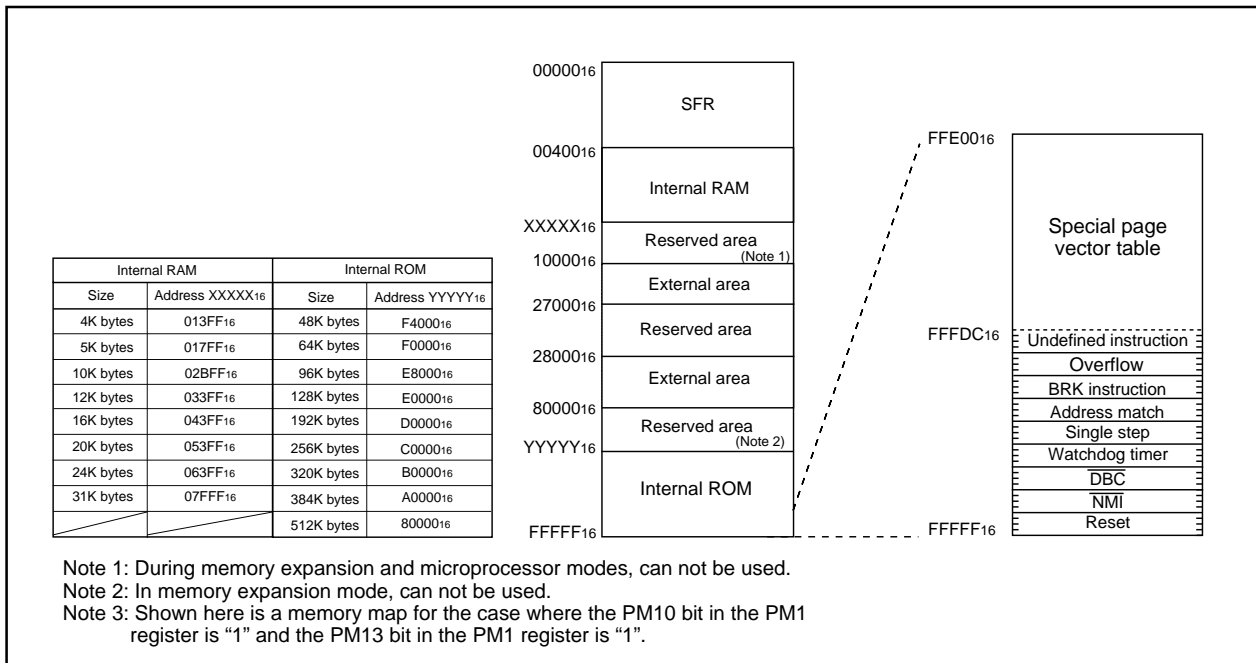 0000016
SFR
0040016
Internal RAM
XXXXX16
Reserved area
(Note 1)
1000016
External area
2700016
Reserved area
2800016
External area
8000016
Reserved area
(Note 2)
YYYYY16
Internal ROM
FFFFF16
FFE0016
Special page
vector table
FFFDC16
Undefined instruction
Overflow
BRK instruction
Address match
Single step
Watchdog timer
DBC
NMI
Reset
FFFFF16
Internal RAM Internal ROM
Size Address XXXXX16 Size Address YYYYY16
4K bytes 013FF16 48K bytes F400016
5K bytes 017FF16 64K bytes F000016
10K bytes 02BFF16 96K bytes E800016
12K bytes 033FF16 128K bytes E000016
16K bytes 043FF16 192K bytes D000016
20K bytes 053FF16 256K bytes C000016
24K bytes 063FF16 320K bytes B000016
31K bytes 07FFF16 384K bytes A000016
512K bytes 8000016
Note 1: During memory expansion and microprocessor modes, can not be used.
Note 2: In memory expansion mode, can not be used.
Note 3: Shown here is a memory map for the case where the PM10 bit in the PM1
register is “1” and the PM13 bit in the PM1 register is “1”.